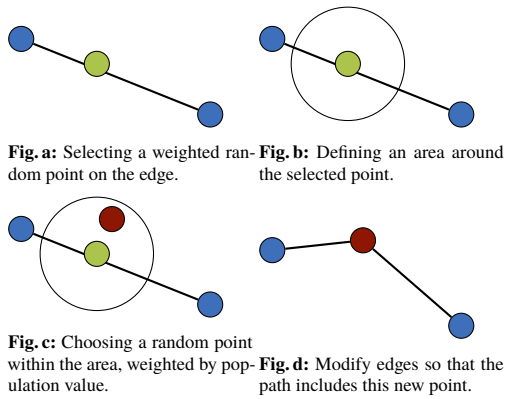 Fig. a: Selecting a weighted ran-
dom point on the edge.
Fig. b: Defining an area around
the selected point.
Fig. c: Choosing a random point
within the area, weighted by pop-
ulation value.
Fig. d: Modify edges so that the
path includes this new point.